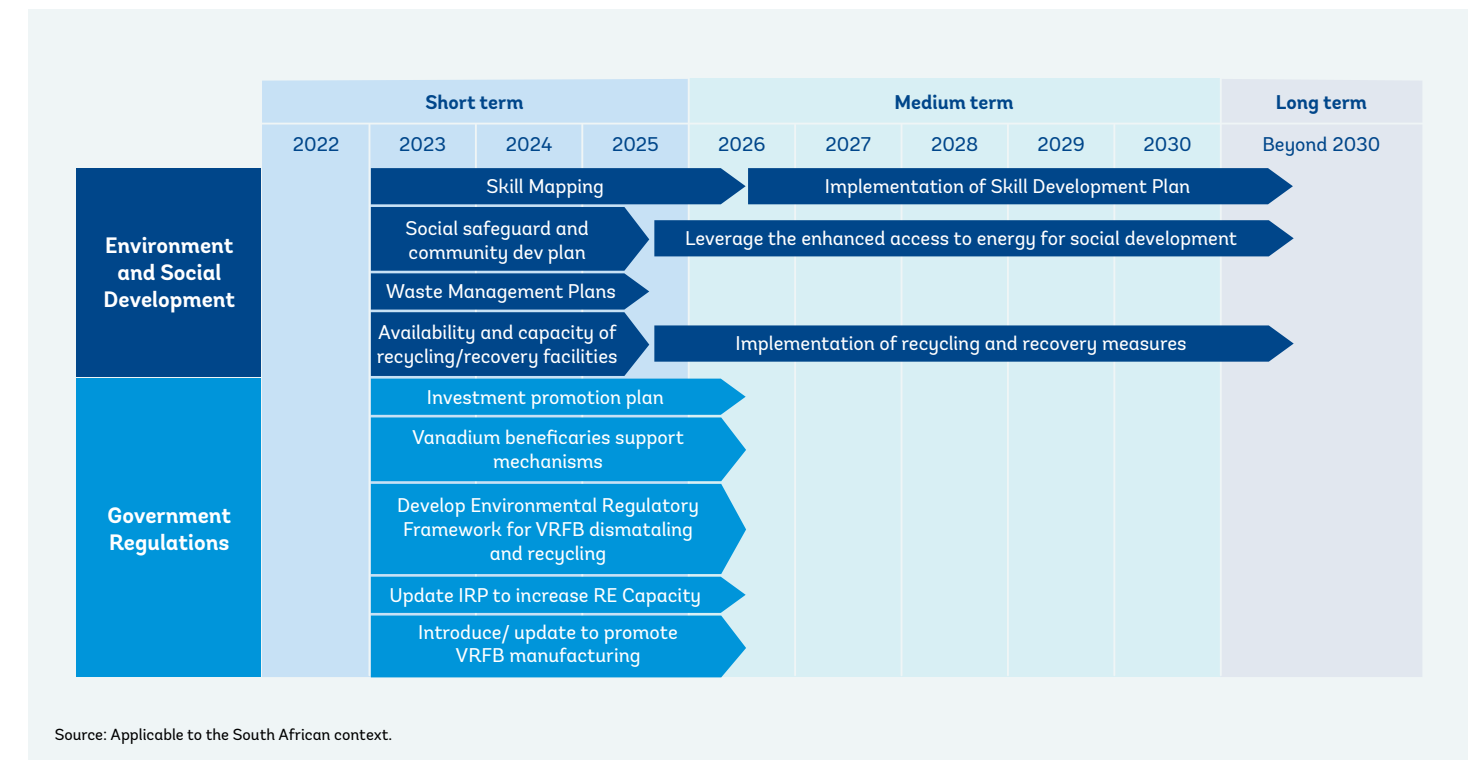 Short term
Medium term
Long term
2022
2023
2024
2025
2026
2027
2028
2029
2030
Beyond 2030
Environment
and Social
Development
Skill Mapping
Implementation of Skill Development Plan
Social safeguard and
community dev plan
Leverage the enhanced access to energy for social development
Waste Management Plans
Availability and capacity of
recycling/recovery facilities
Implementation of recycling and recovery measures
Government
Regulations
Investment promotion plan
Vanadium beneficaries support
mechanisms
Develop Environmental Regulatory
Framework for VRFB dismataling
and recycling
Update IRP to increase RE Capacity
Introduce/ update to promote
VRFB manufacturing
Source: Applicable to the South African context.